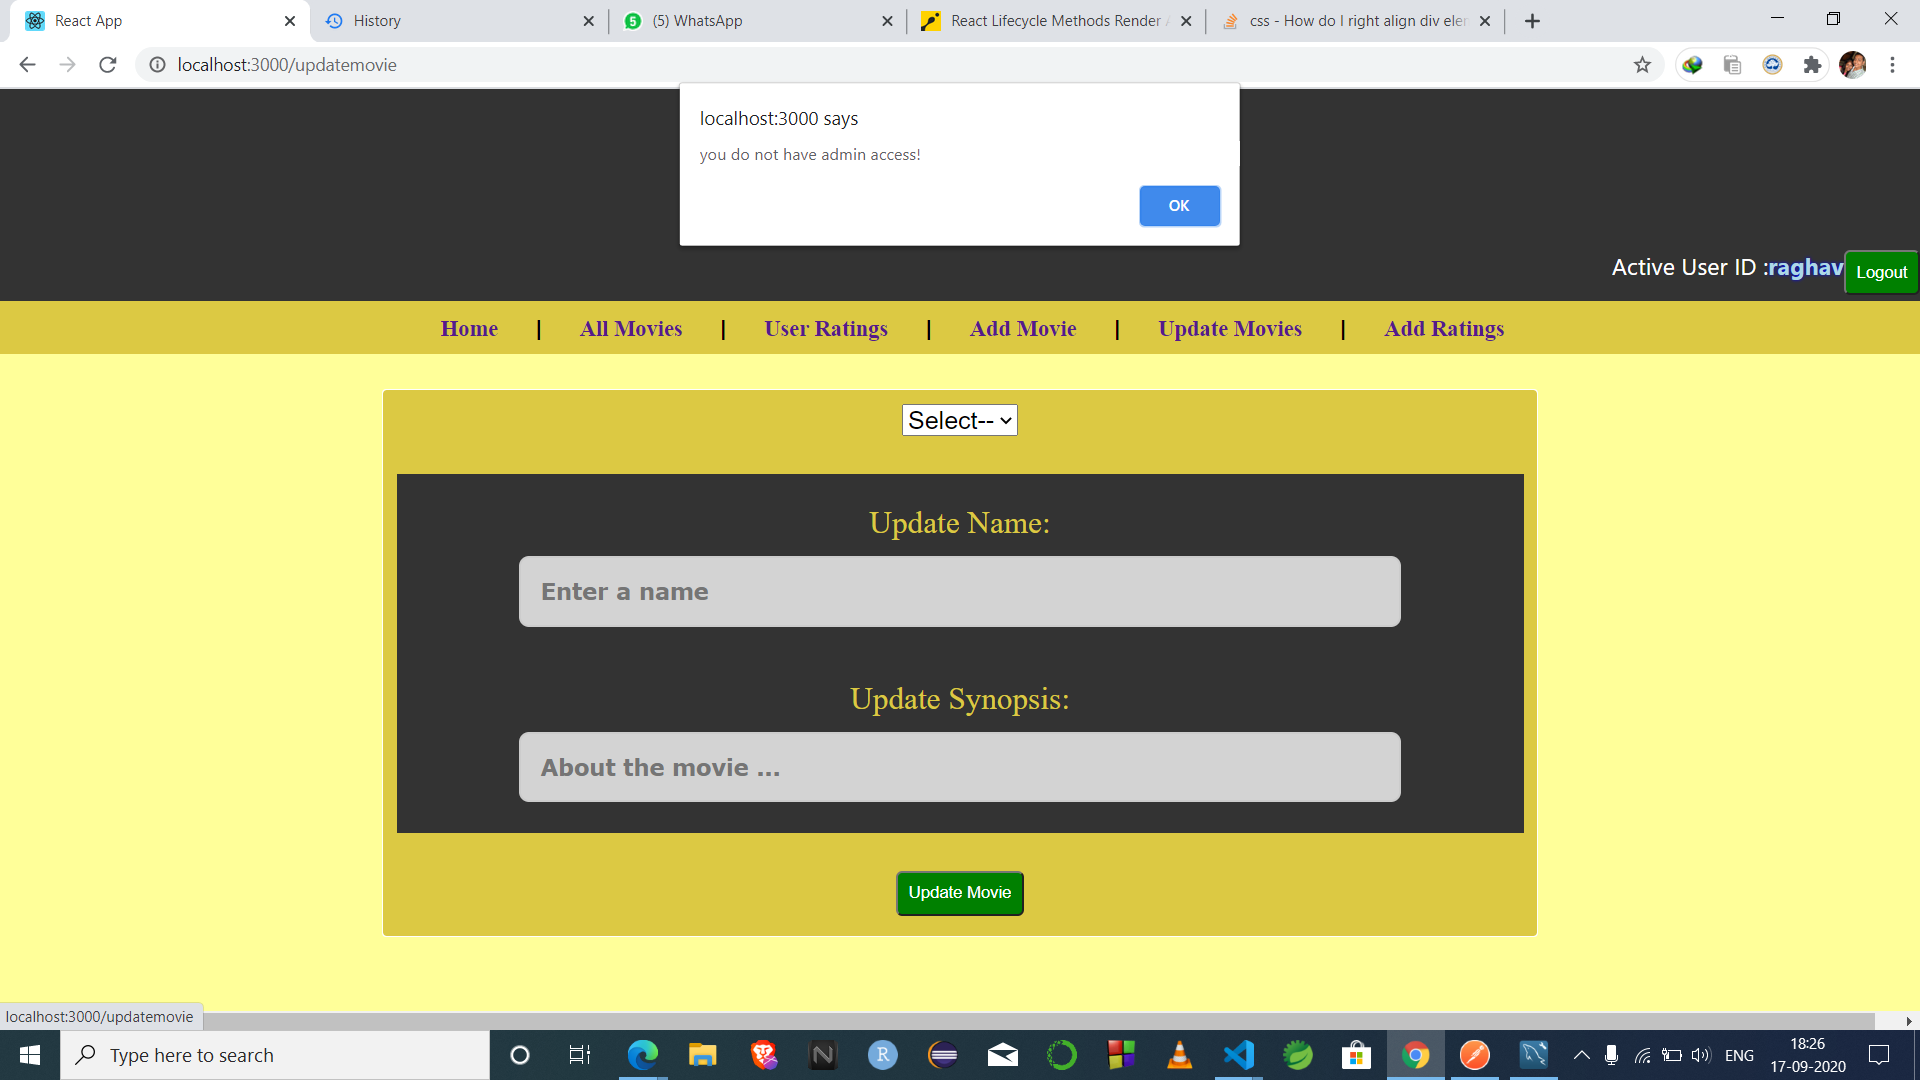 React App
History
(5) WhatsApp
React Lifecycle Methods Render
css - How do I right align div elem
localhost:3000/updatemovie
localhost:3000 says
you do not have admin access!
OK
Active User ID :raghav
Logout
Home | All Movies | User Ratings | Add Movie | Update Movies | Add Ratings
Select--
Update Name:
Enter a name
Update Synopsis:
About the movie ...
Update Movie
localhost:3000/updatemovie
Type here to search
ENG
18:26
17-09-2020